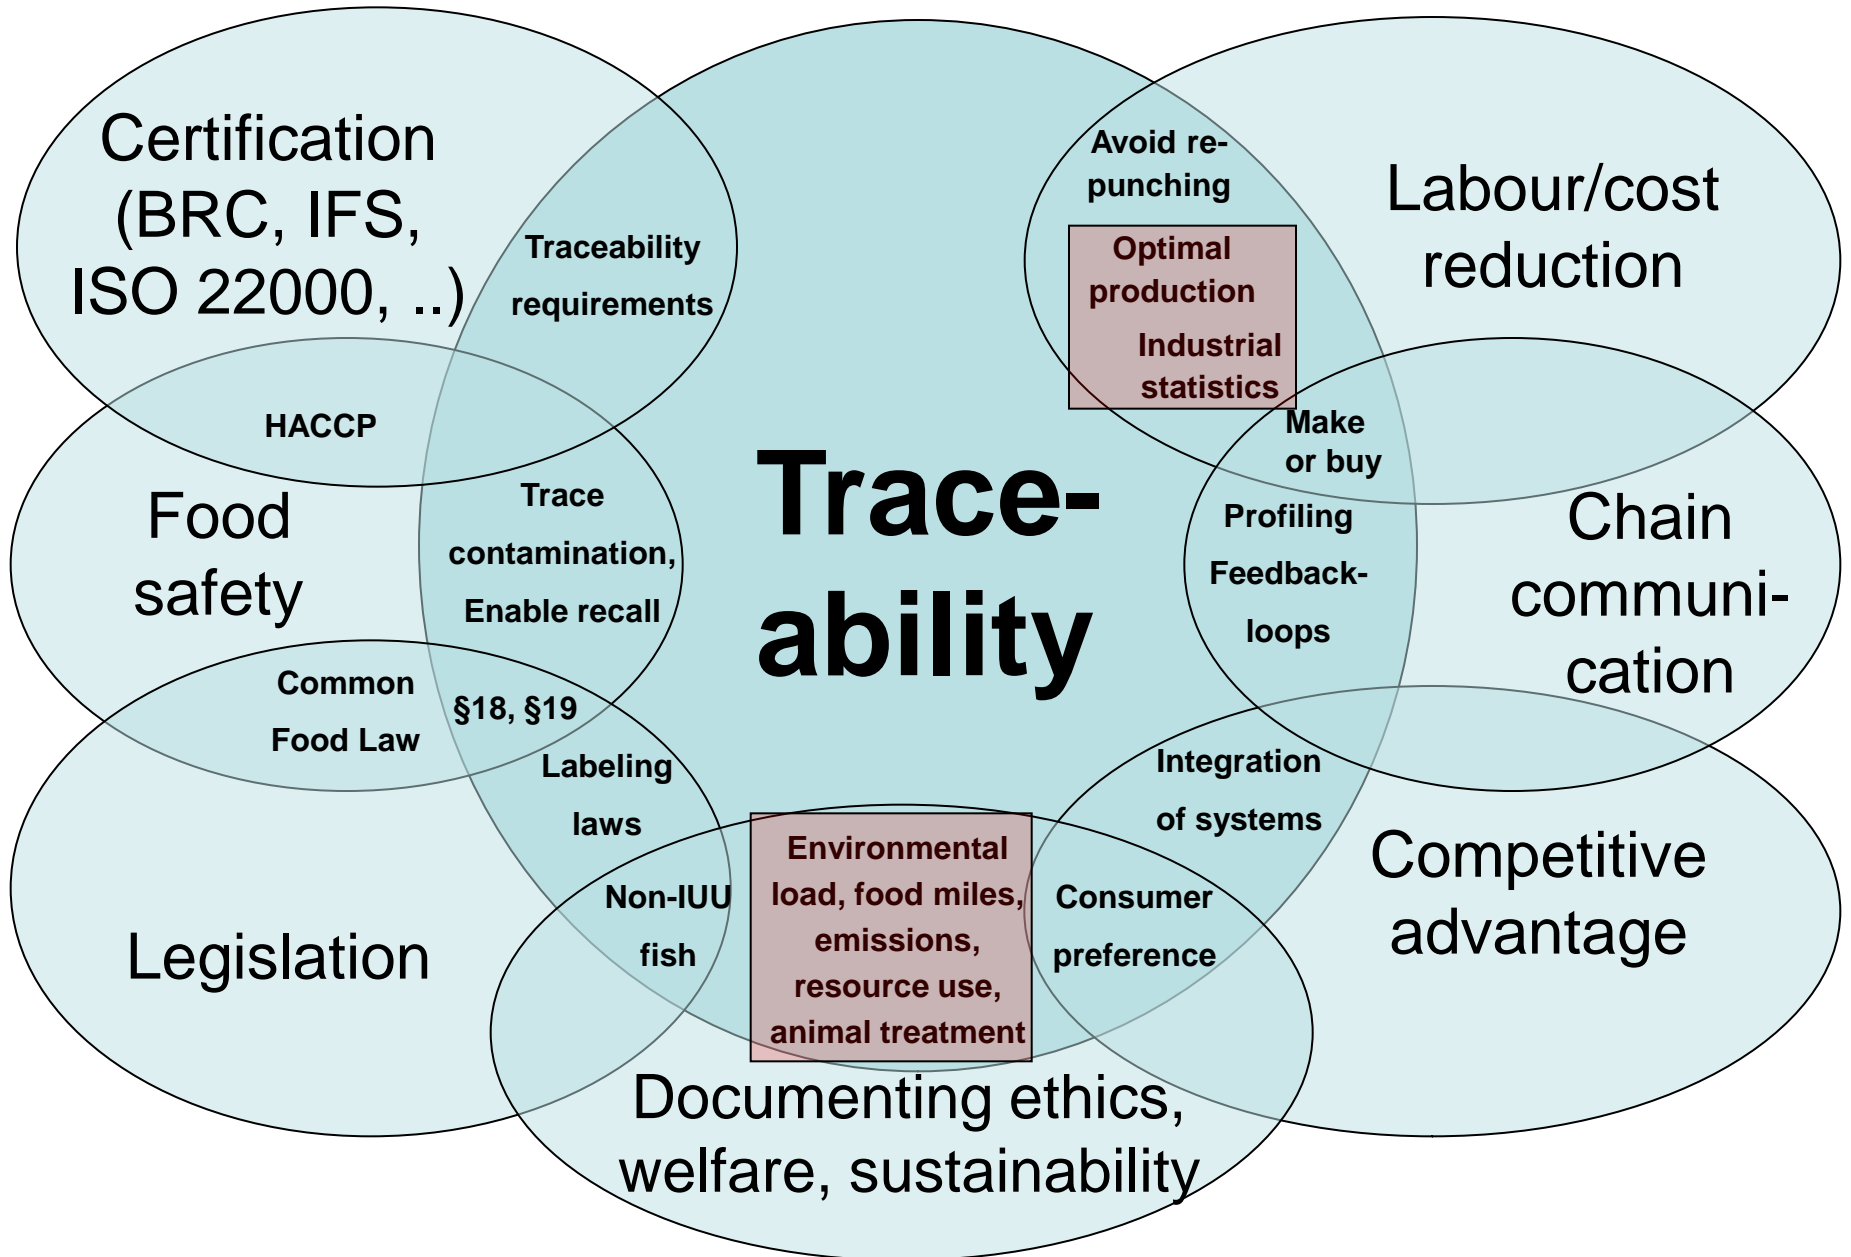 Certification
(BRC, IFS,
ISO 22000, ..)
Traceability
requirements
HACCP
Food
safety
Trace
contamination,
Enable recall
Common
Food Law
§18, §19
Labeling
laws
Legislation
Non-IUU
fish
Trace-
ability
Environmental
load, food miles,
emissions,
resource use,
animal treatment
Documenting ethics,
welfare, sustainability
Avoid re-
punching
Optimal
production
Industrial
statistics
Labour/cost
reduction
Make
or buy
Profiling
Feedback-
loops
Chain
communi-
cation
Integration
of systems
Consumer
preference
Competitive
advantage